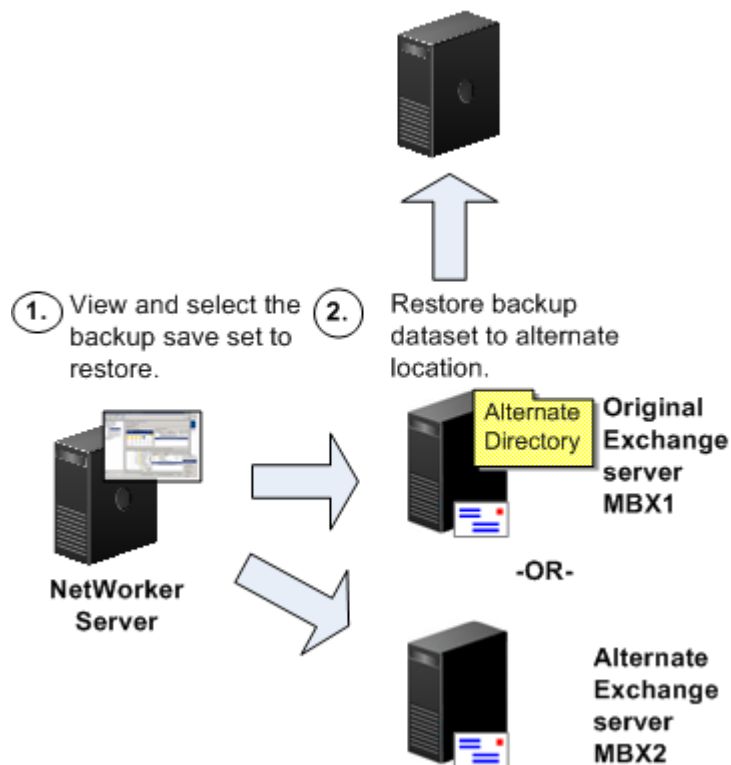 1.
View and select the
backup save set to
restore.
2.
Restore backup
dataset to alternate
location.
NetWorker
Server
Alternate
Directory
Original
Exchange
server
MBX1
-OR-
Alternate
Exchange
server
MBX2